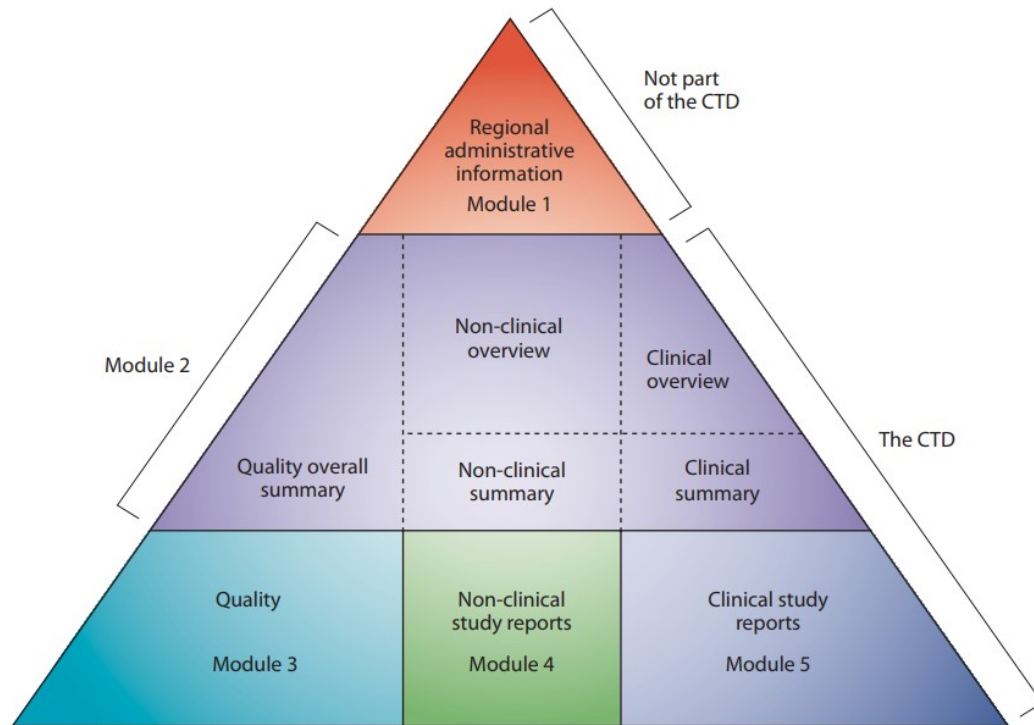 Not part
of the CTD
Regional
administrative
information
Module 1
Module 2
Non-clinical
overview
Clinical
overview
The CTD
Quality overall
summary
Non-clinical
summary
Clinical
summary
Quality
Module 3
Non-clinical
study reports
Module 4
Clinical study
reports
Module 5